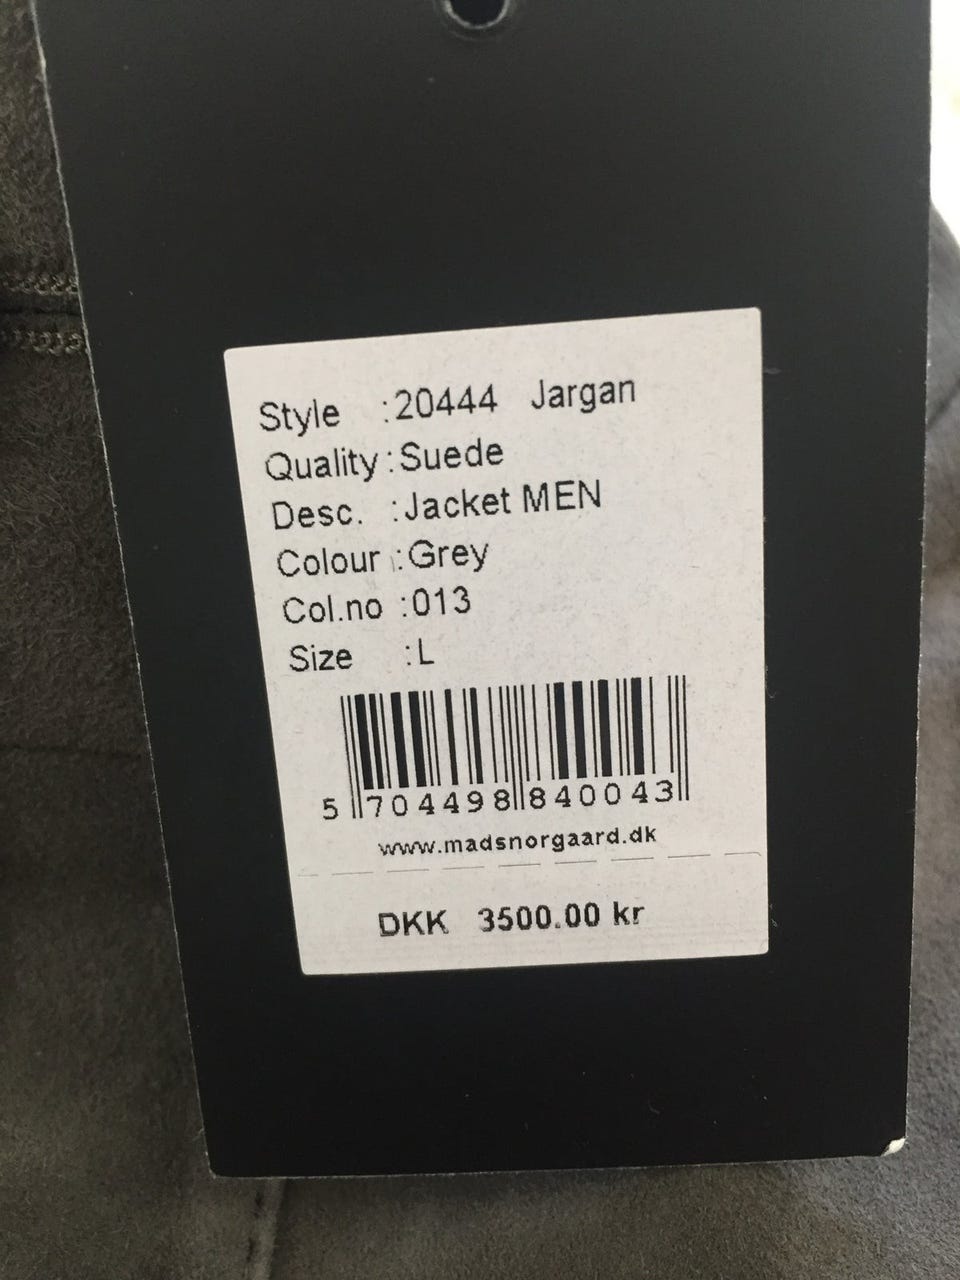 Style :20444 Jargan
Quality :Suede
Desc. :Jacket MEN
Colour :Grey
Col.no :013
Size :L
5 704498 840043
www.madsnorgaard.dk
DKK 3500.00 kr